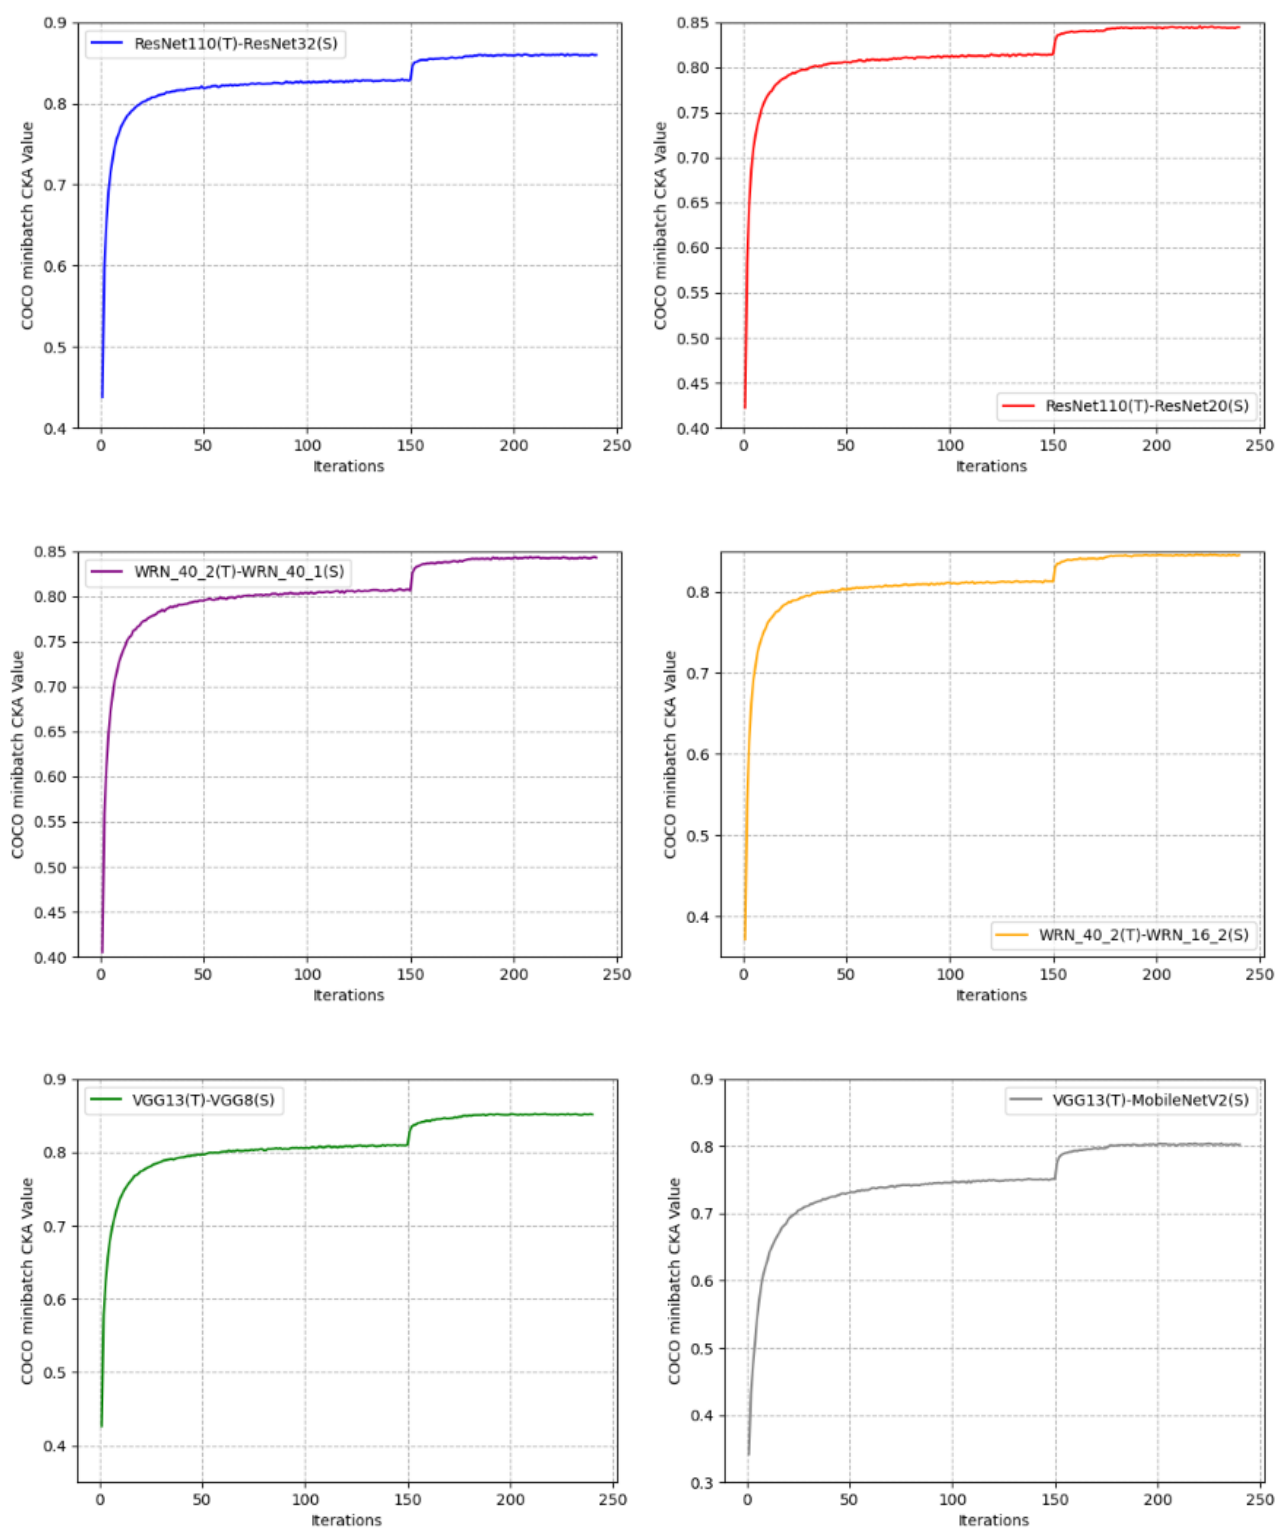 COCO minibatch CKA Value
0.9
0.8
0.7
0.6
0.5
0.4
ResNet110(T)-ResNet32(S)
0 50 100 150 200 250
Iterations
COCO minibatch CKA Value
0.85
0.80
0.75
0.70
0.65
0.60
0.55
0.50
0.45
0.40
ResNet110(T)-ResNet20(S)
0 50 100 150 200 250
Iterations
COCO minibatch CKA Value
0.85
0.80
0.75
0.70
0.65
0.60
0.55
0.50
0.45
0.40
WRN_40_2(T)-WRN_40_1(S)
0 50 100 150 200 250
Iterations
COCO minibatch CKA Value
0.8
0.7
0.6
0.5
0.4
WRN_40_2(T)-WRN_16_2(S)
0 50 100 150 200 250
Iterations
COCO minibatch CKA Value
0.9
0.8
0.7
0.6
0.5
0.4
VGG13(T)-VGG8(S)
0 50 100 150 200 250
Iterations
COCO minibatch CKA Value
0.9
0.8
0.7
0.6
0.5
0.4
0.3
VGG13(T)-MobileNetV2(S)
0 50 100 150 200 250
Iterations